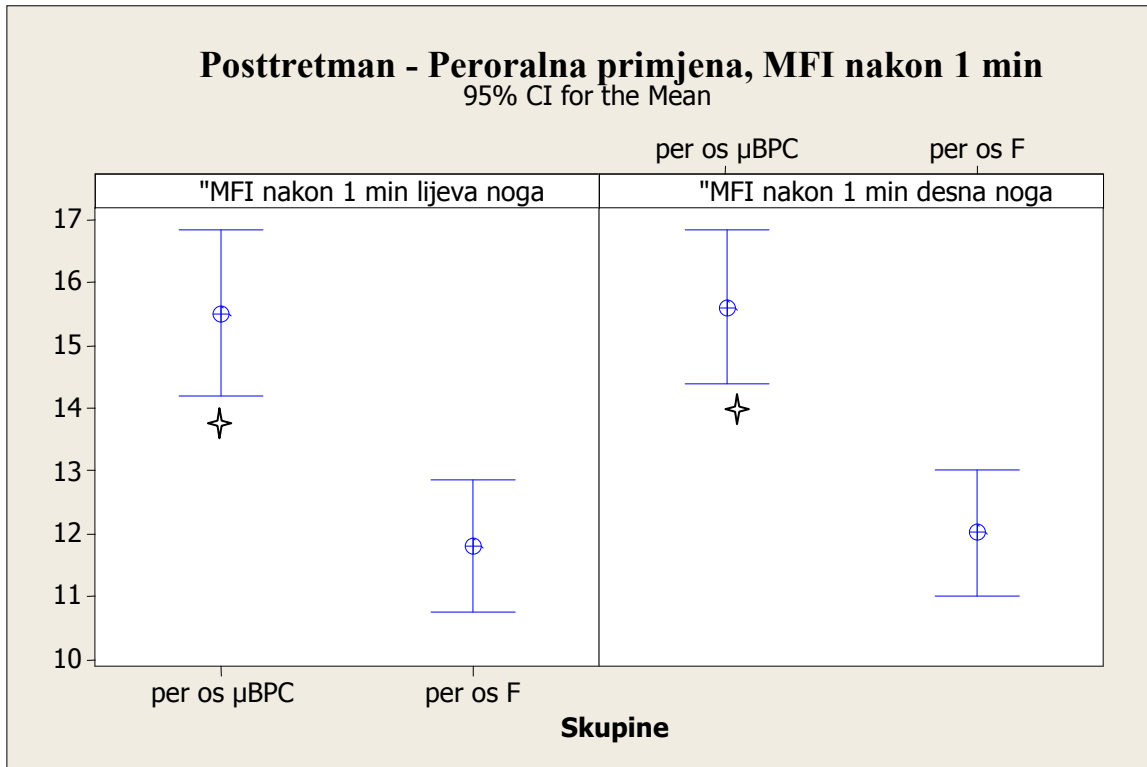 Posttretman - Peroralna primjena, MFI nakon 1 min
95% CI for the Mean
per os µBPC per os F
"MFI nakon 1 min lijeva noga "MFI nakon 1 min desna noga
17
16
15
14
13
12
11
10
per os µBPC per os F
Skupine